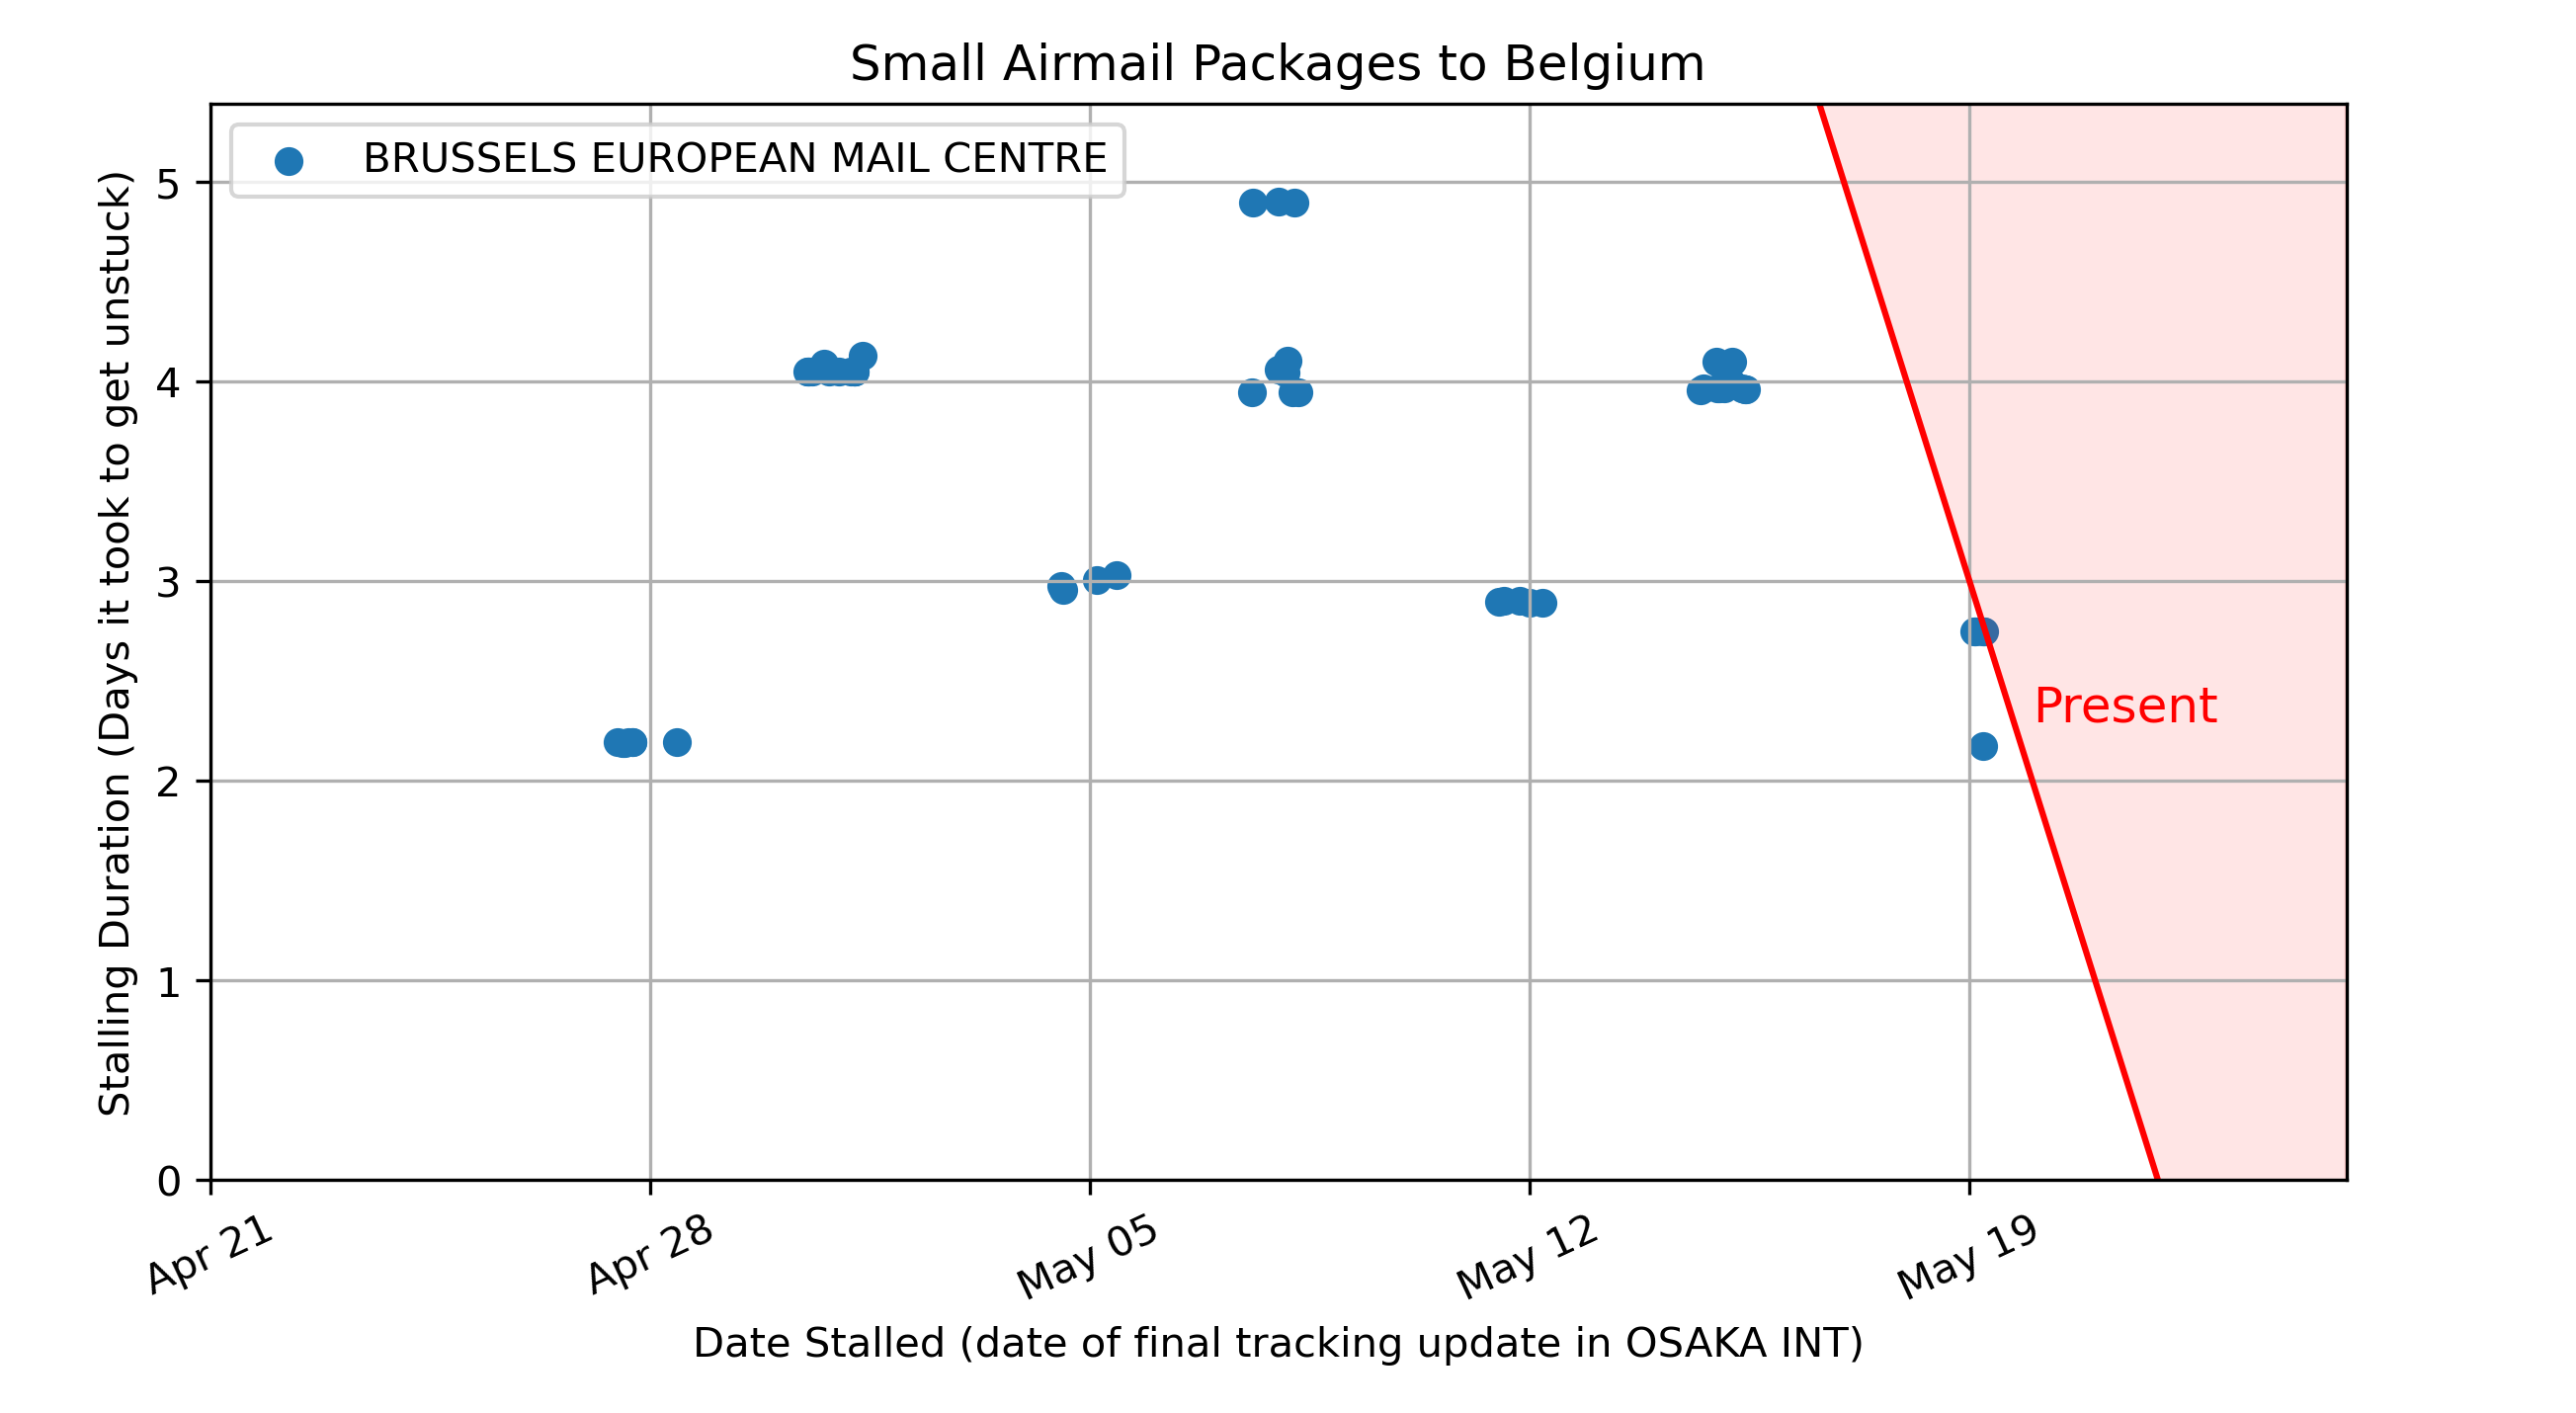 Small Airmail Packages to Belgium
BRUSSELS EUROPEAN MAIL CENTRE
Stalling Duration (Days it took to get unstuck)
5
4
3
2
1
0
Present
Apr 21
Apr 28
May 05
May 12
May 19
Date Stalled (date of final tracking update in OSAKA INT)